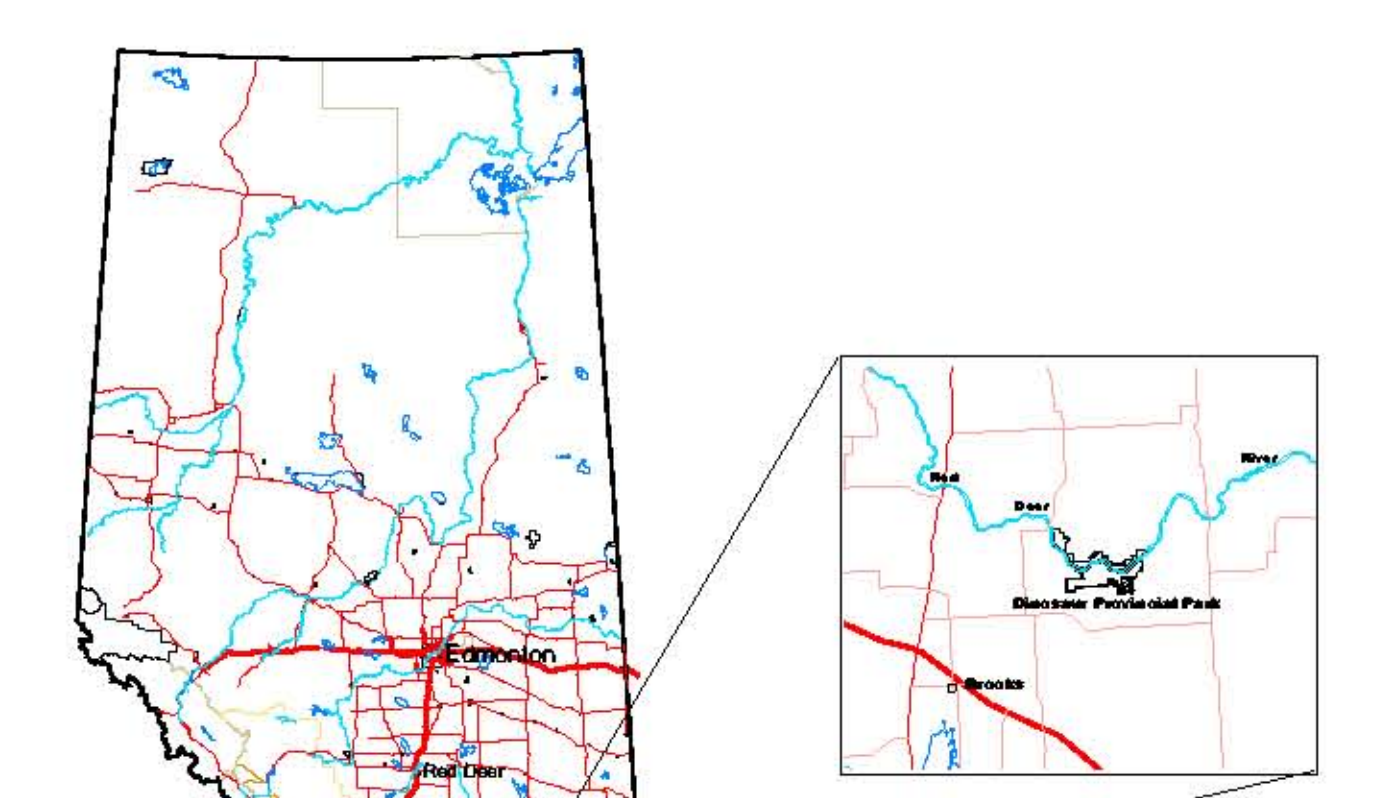 Edmonton
Red Deer
River
Red
Deer
Dinosaur Provincial Park
Brooks